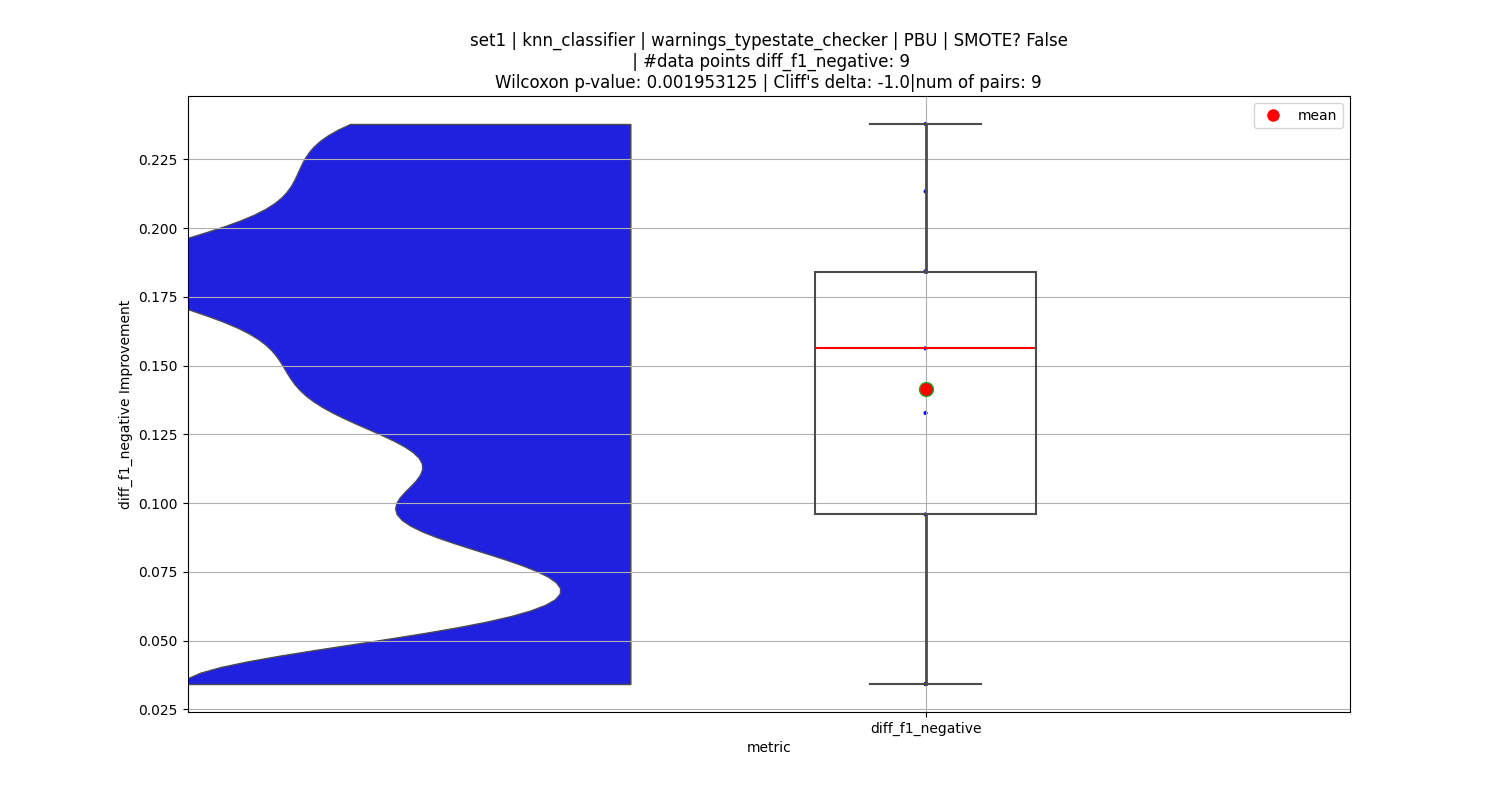 set1 | knn_classifier | warnings_typestate_checker | PBU | SMOTE? False
| #data points diff_f1_negative: 9
Wilcoxon p-value: 0.001953125 | Cliff's delta: -1.0|num of pairs: 9
mean
0.225
0.200
0.175
0.150
0.125
0.100
0.075
0.050
0.025
diff_f1_negative Improvement
diff_f1_negative
metric